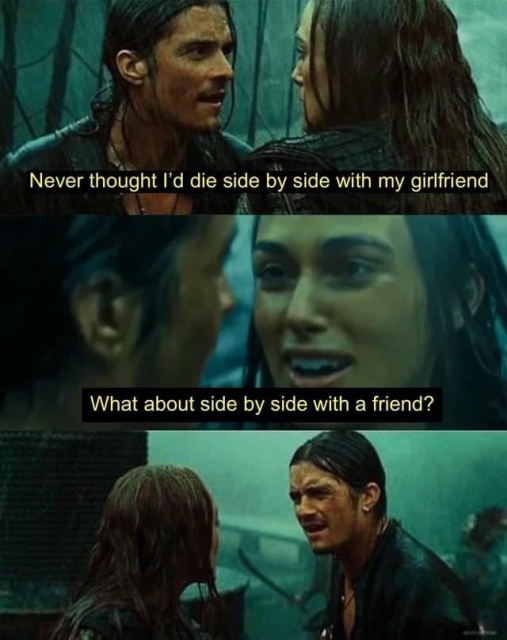 Never thought I'd die side by side with my girlfriend
What about side by side with a friend?